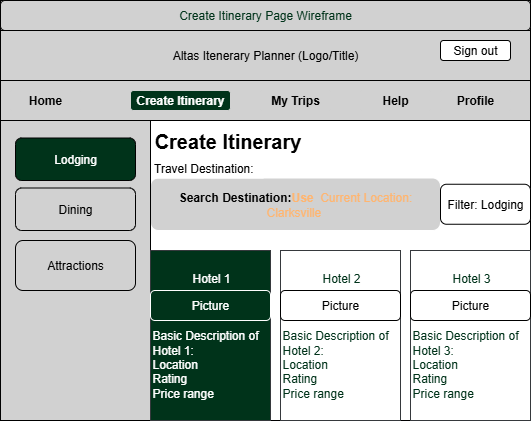 Create Itinerary Page Wireframe
Altas Itenerary Planner (Logo/Title)
Sign out
Home
Create Itinerary
My Trips
Help
Profile
Lodging
Dining
Attractions
Create Itinerary
Travel Destination:
Search Destination:Use Current Location:
Clarksville
Filter: Lodging
Hotel 1
Picture
Basic Description of
Hotel 1:
Location
Rating
Price range
Hotel 2
Picture
Basic Description of
Hotel 2:
Location
Rating
Price range
Hotel 3
Picture
Basic Description of
Hotel 3:
Location
Rating
Price range